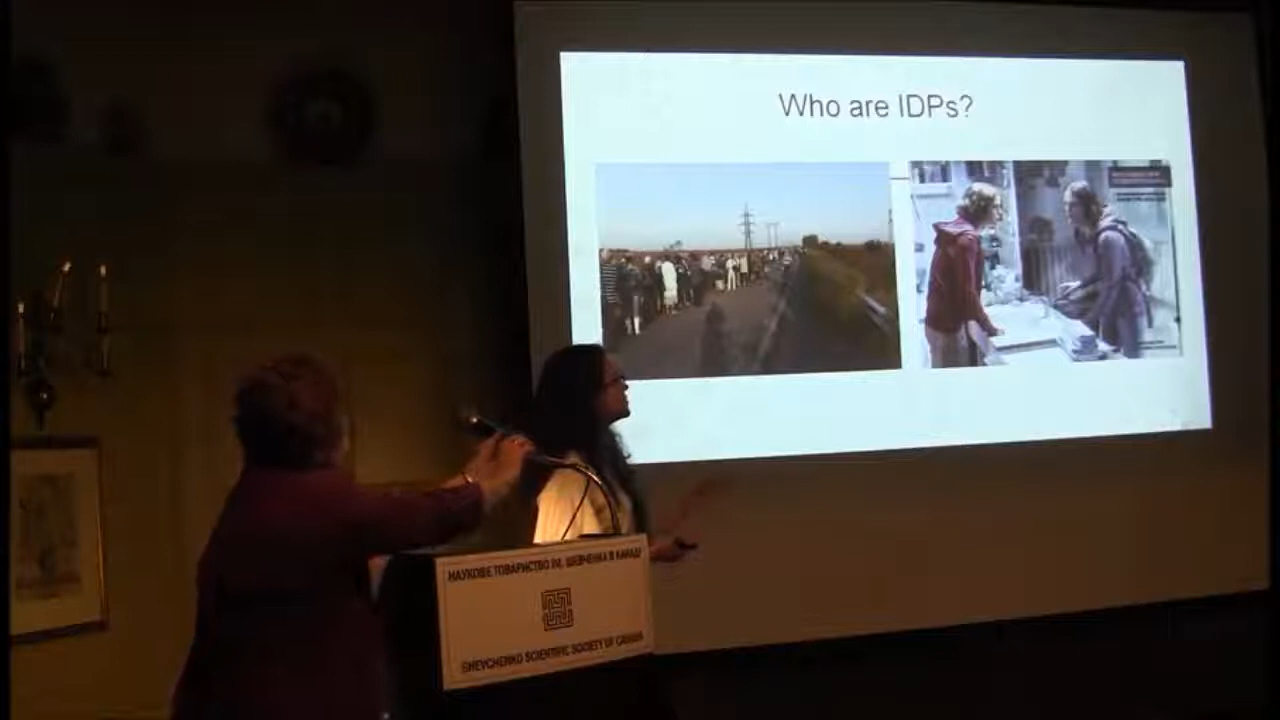 Who are IDPs?
НАУКОВЕ ТОВАРИСТВО ІМ. ШЕВЧЕНКА В КАНАДІ
SHEVCHENKO SCIENTIFIC SOCIETY OF CANADA